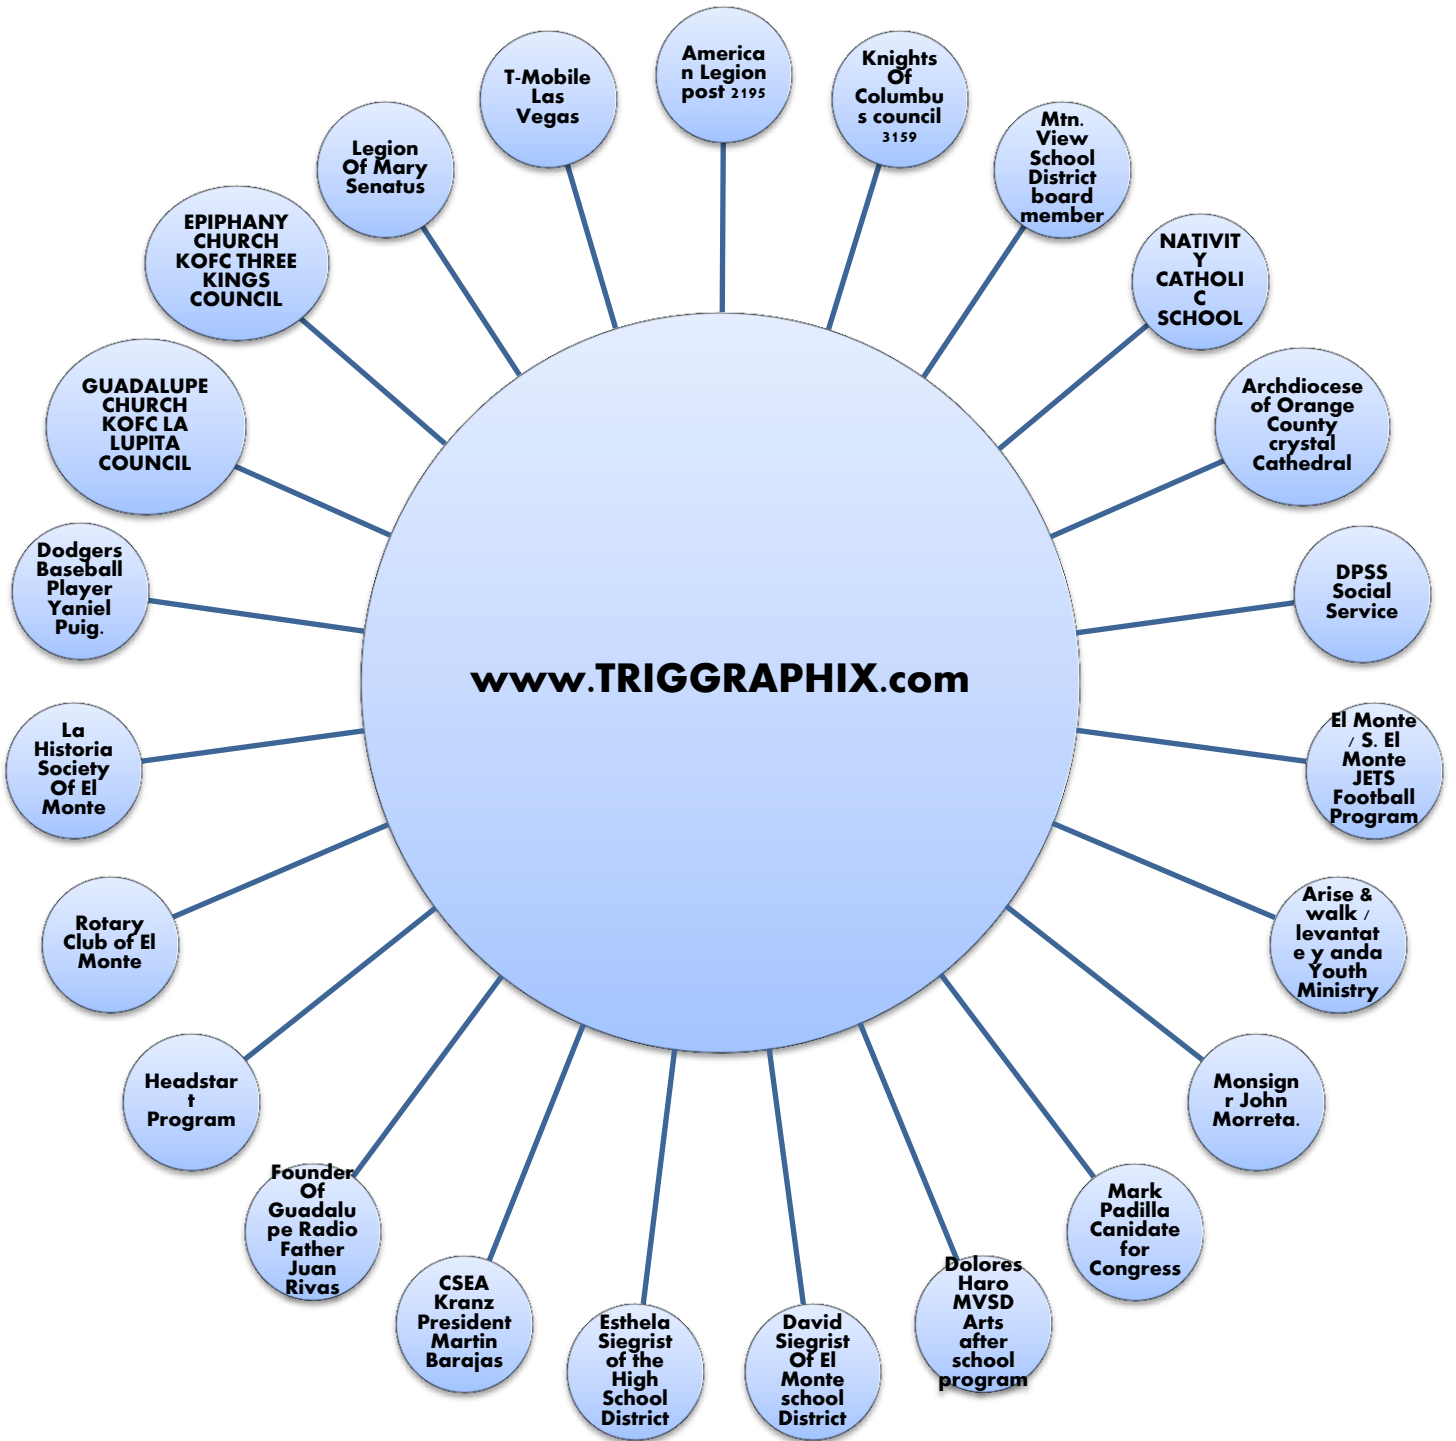 America
n Legion
post 2195
Knights
Of
Columbu
s council
3159
Mtn.
View
School
District
board
member
NATIVIT
Y
CATHOLI
C
SCHOOL
Archdiocese
of Orange
County
crystal
Cathedral
DPSS
Social
Service
El Monte
/ S. El
Monte
JETS
Football
Program
Arise &
walk /
levantat
e y anda
Youth
Ministry
Monsign
r John
Morreta.
Mark
Padilla
Canidate
for
Congress
Dolores
Haro
MVSD
Arts
after
school
program
David
Siegrist
Of El
Monte
school
District
Esthela
Siegrist
of the
High
School
District
CSEA
Kranz
President
Martin
Barajas
Founder
Of
Guadalu
pe Radio
Father
Juan
Rivas
Headstar
t
Program
Rotary
Club of El
Monte
La
Historia
Society
Of El
Monte
Dodgers
Baseball
Player
Yaniel
Puig.
GUADALUPE
CHURCH
KOFC LA
LUPITA
COUNCIL
EPIPHANY
CHURCH
KOFC THREE
KINGS
COUNCIL
Legion
Of Mary
Senatus
T-Mobile
Las
Vegas
www.TRIGGRAPHIX.com